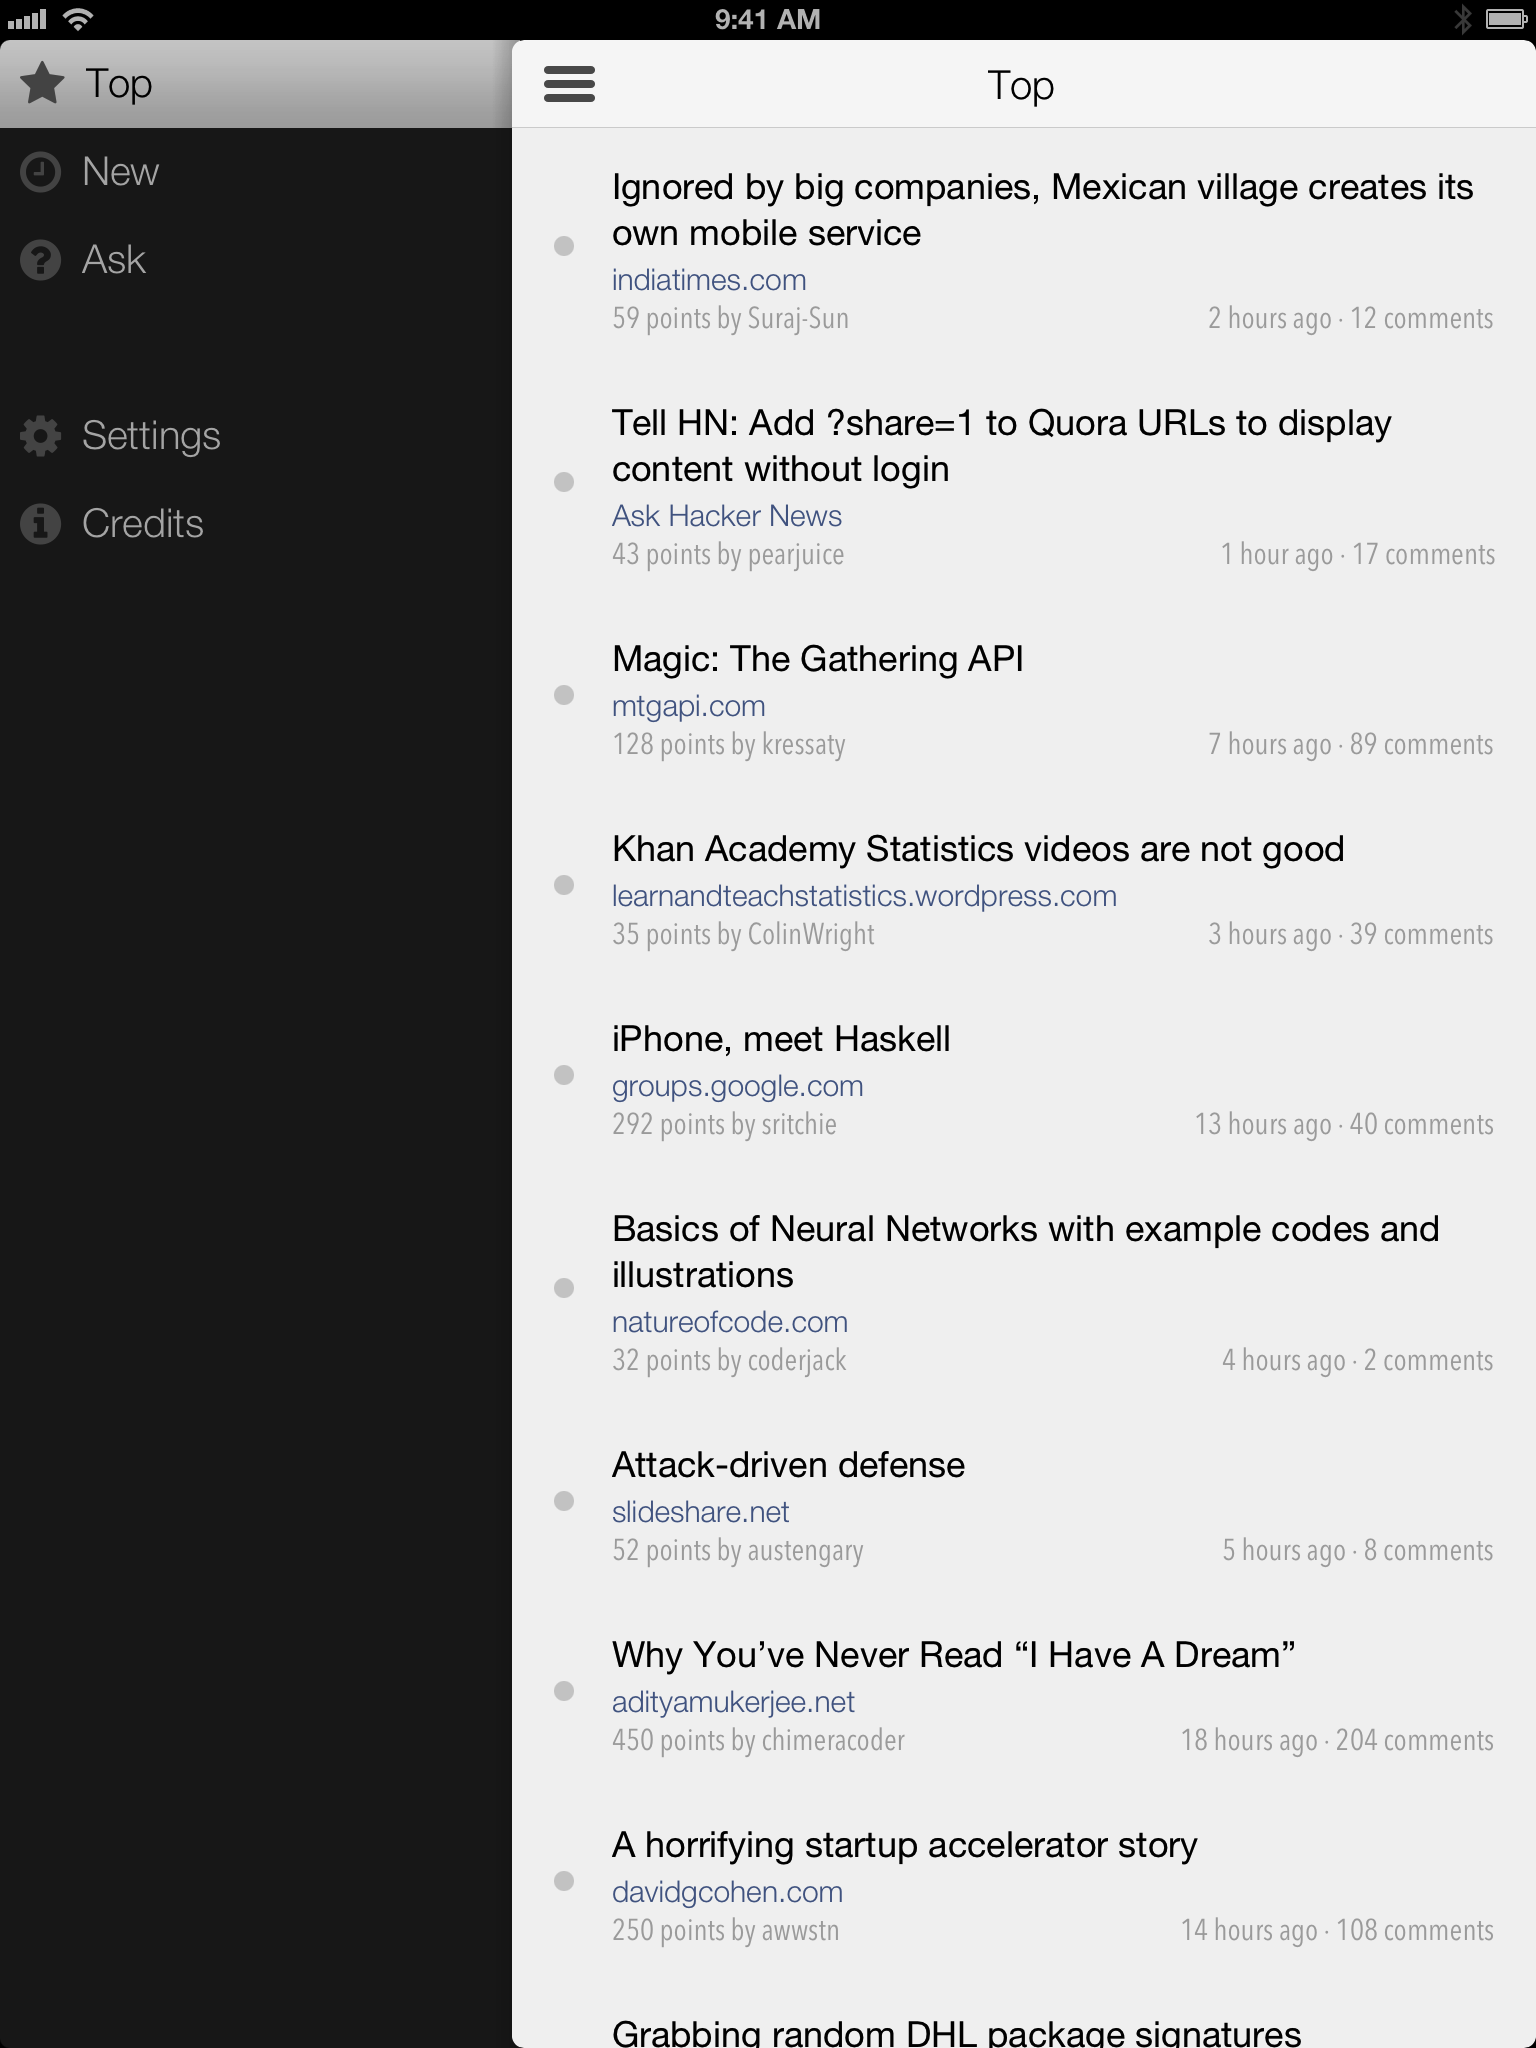 9:41 AM
Top
New
Ask
Settings
Credits
Top
Ignored by big companies, Mexican village creates its
own mobile service
indiatimes.com
59 points by Suraj-Sun 2 hours ago · 12 comments
Tell HN: Add ?share=1 to Quora URLs to display
content without login
Ask Hacker News
43 points by pearjuice 1 hour ago · 17 comments
Magic: The Gathering API
mtgapi.com
128 points by kressaty 7 hours ago · 89 comments
Khan Academy Statistics videos are not good
learnandteachstatistics.wordpress.com
35 points by ColinWright 3 hours ago · 39 comments
iPhone, meet Haskell
groups.google.com
292 points by sritchie 13 hours ago · 40 comments
Basics of Neural Networks with example codes and
illustrations
natureofcode.com
32 points by coderjack 4 hours ago · 2 comments
Attack-driven defense
slideshare.net
52 points by austengary 5 hours ago · 8 comments
Why You’ve Never Read “I Have A Dream”
adityamukerjee.net
450 points by chimeracoder 18 hours ago · 204 comments
A horrifying startup accelerator story
davidgcohen.com
250 points by awwstn 14 hours ago · 108 comments
Grabbing random DHL package signatures